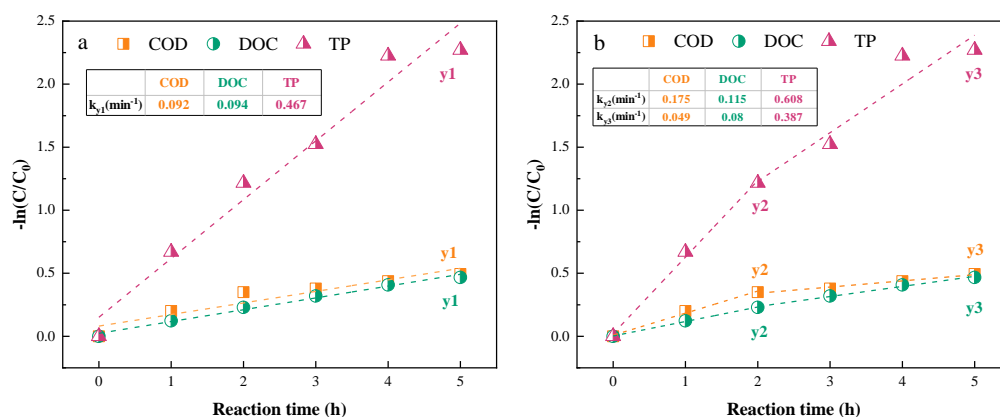 a COD DOC TP
COD DOC TP
k_y1(min⁻¹) 0.092 0.094 0.467
y1
y1
y1
2.5
2.0
1.5
1.0
0.5
0.0
-ln(C/C₀)
0 1 2 3 4 5
Reaction time (h)
b COD DOC TP
COD DOC TP
k_y2(min⁻¹) 0.175 0.115 0.608
k_y3(min⁻¹) 0.049 0.08 0.387
y3
y2
y2 y3
y2 y3
2.5
2.0
1.5
1.0
0.5
0.0
-ln(C/C₀)
0 1 2 3 4 5
Reaction time (h)